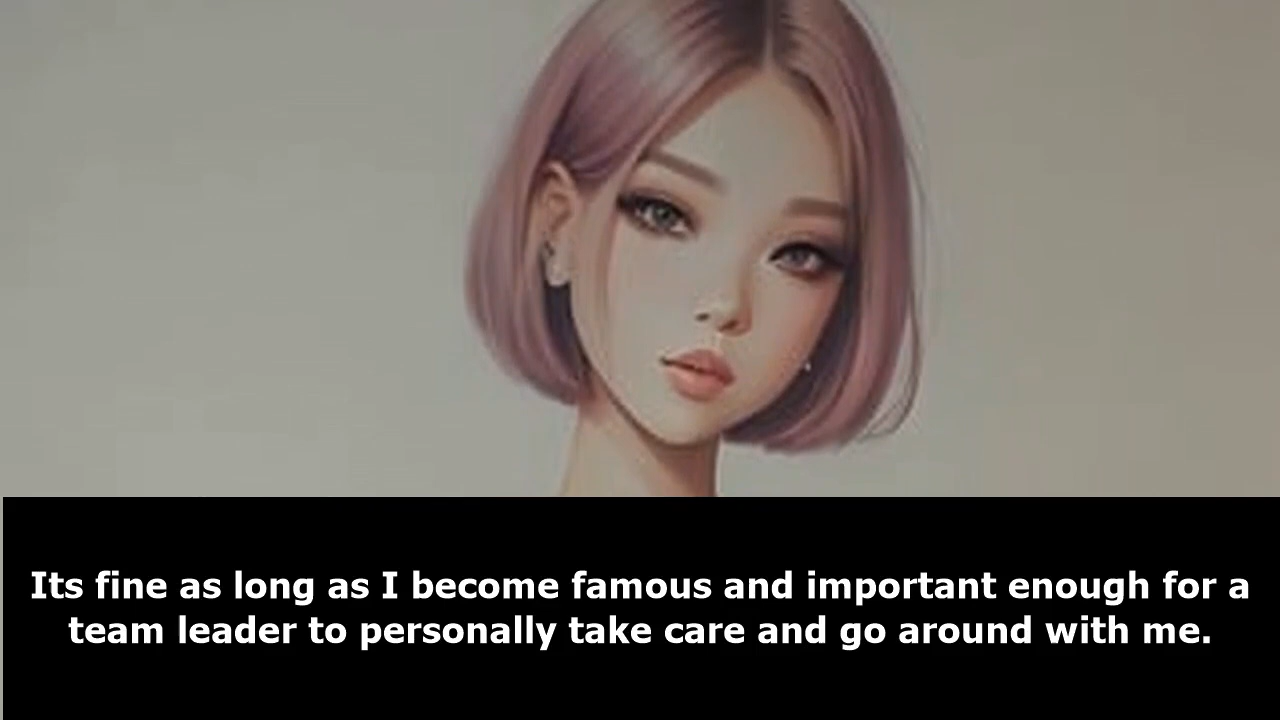 Its fine as long as I become famous and important enough for a
team leader to personally take care and go around with me.